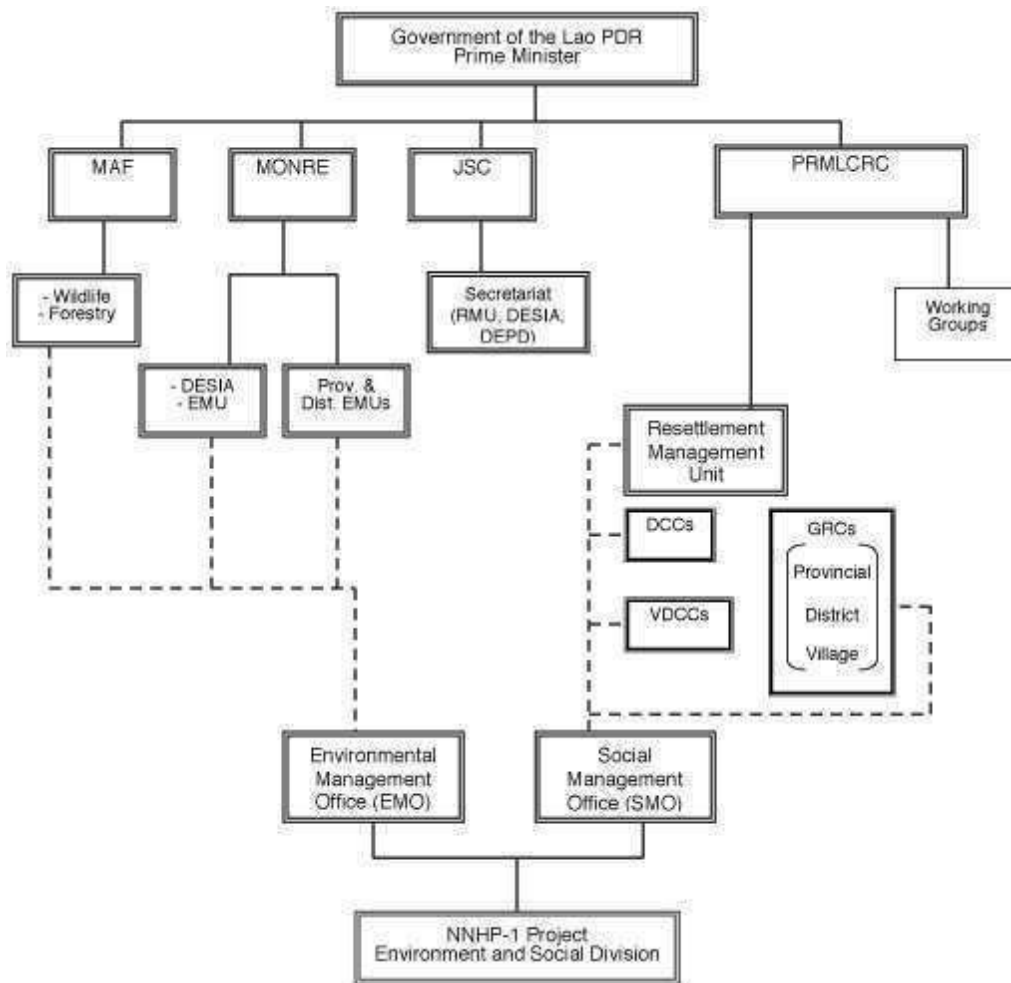 Government of the Lao PDR
Prime Minister
MAF
MONRE
JSC
PRMLCRC
- Wildlife
- Forestry
Secretariat
(RMU, DESIA,
DEPD)
Working
Groups
- DESIA
- EMU
Prov. &
Dist. EMUs
Resettlement
Management
Unit
DCCs
GRCs
Provincial
District
Village
VDCCs
Environmental
Management
Office (EMO)
Social
Management
Office (SMO)
NNHP-1 Project
Environment and Social Division